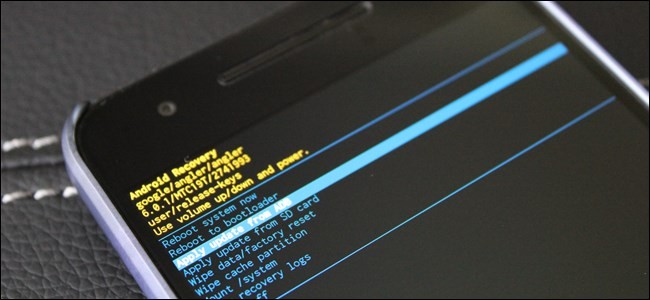 Android Recovery
google/angler/angler
6.0.1/MTC19T/2741993
user/release-keys
Use volume up/down and power.
Reboot system now
Reboot to bootloader
Apply update from ADB
Apply update from SD card
Wipe data/factory reset
Wipe cache partition
ount /system
recovery logs
ff